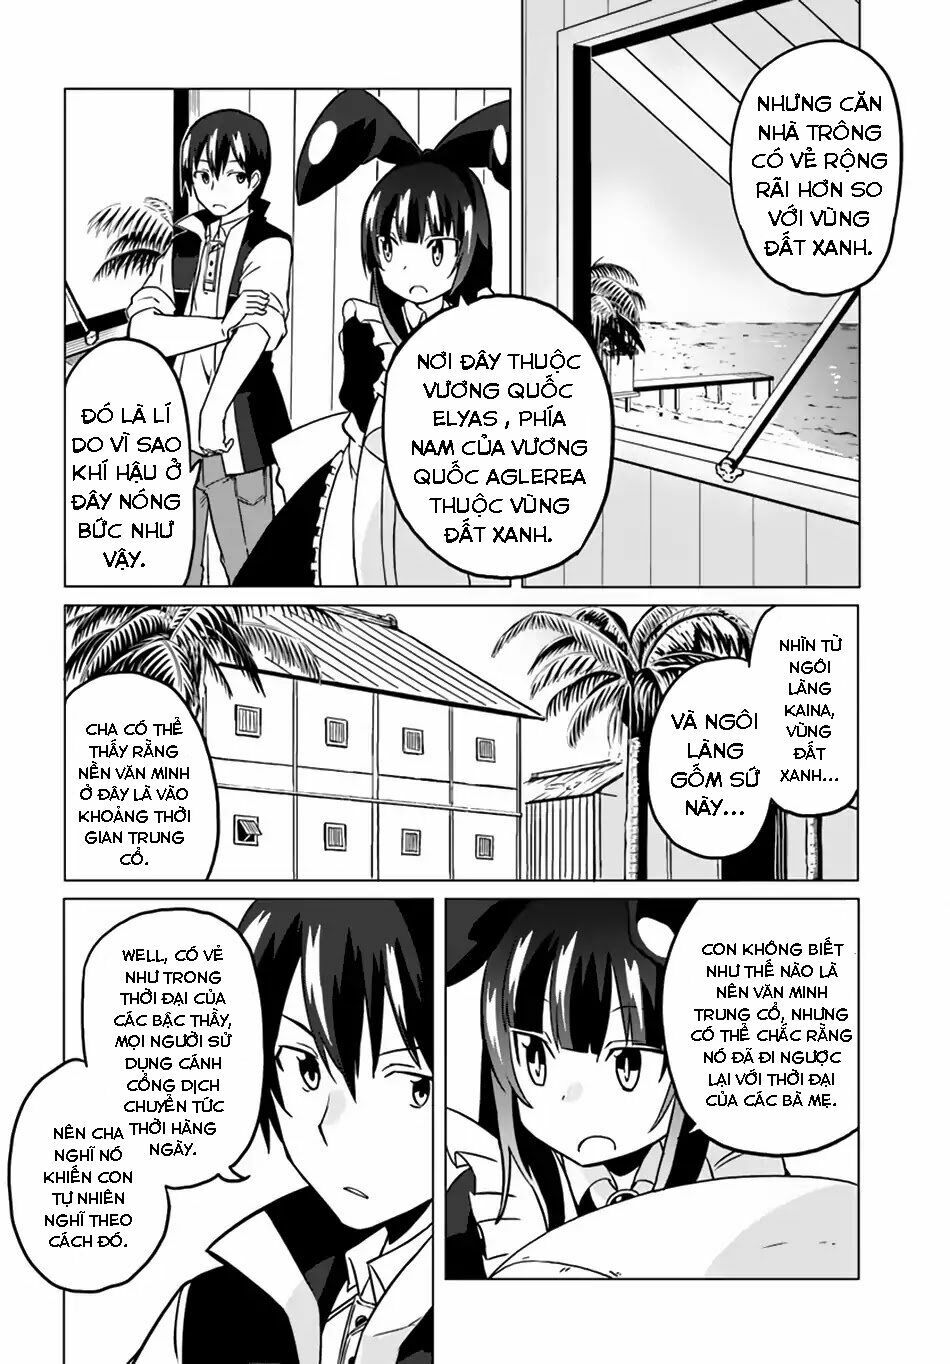 NHƯNG CĂN
NHÀ TRÔNG
CÓ VẺ RỘNG
RÃI HƠN SO
VỚI VÙNG
ĐẤT XANH.
NƠI ĐÂY THUỘC
VƯƠNG QUỐC
ELYAS , PHÍA
NAM CỦA VƯƠNG
QUỐC AGLEREA
THUỘC VÙNG
ĐẤT XANH.
ĐÓ LÀ LÍ
DO VÌ SAO
KHÍ HẬU Ở
ĐÂY NÓNG
BỨC NHƯ
VẬY.
NHÌN TỪ
NGÔI
LÀNG
KAINA,
VÙNG
ĐẤT
XANH...
VÀ NGÔI
LÀNG
GỐM SỨ
NÀY...
CHA CÓ THỂ
THẤY RẰNG
NỀN VĂN MINH
Ở ĐÂY LÀ VÀO
KHOẢNG THỜI
GIAN TRUNG
CỔ.
CON KHÔNG BIẾT
NHƯ THẾ NÀO LÀ
NỀN VĂN MINH
TRUNG CỔ, NHƯNG
CÓ THỂ CHẮC RẰNG
NÓ ĐÃ ĐI NGƯỢC
LẠI VỚI THỜI ĐẠI
CỦA CÁC BÀ MẸ.
WELL, CÓ VẺ
NHƯ TRONG
THỜI ĐẠI CỦA
CÁC BẬC THẦY,
MỌI NGƯỜI SỬ
DỤNG CÁNH
CỔNG DỊCH
CHUYỂN TỨC
THỜI HÀNG
NGÀY.
NÊN CHA
NGHĨ NÓ
KHIẾN CON
TỰ NHIÊN
NGHĨ THEO
CÁCH ĐÓ.